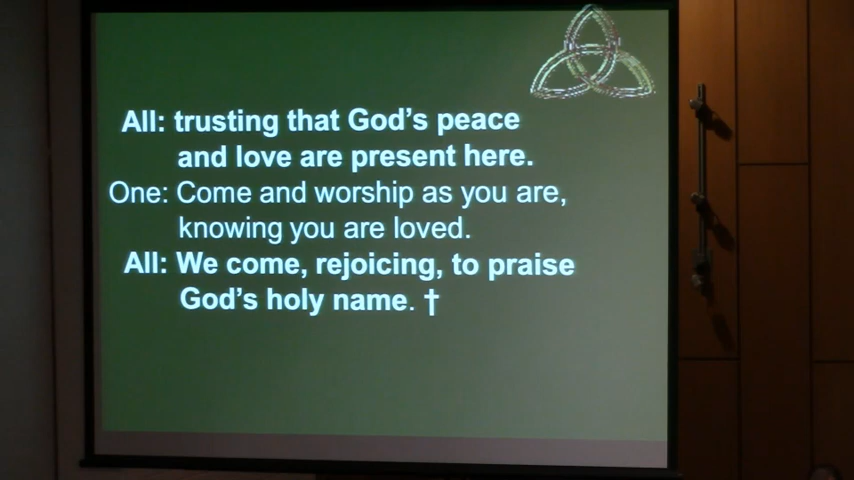 All: trusting that God's peace
and love are present here.
One: Come and worship as you are,
knowing you are loved.
All: We come, rejoicing, to praise
God's holy name. †